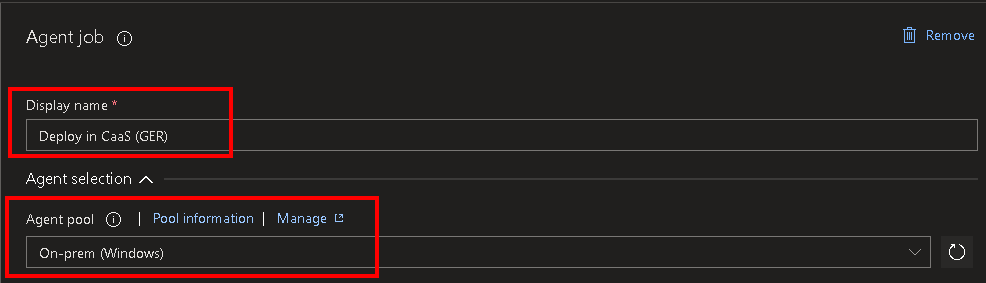 Agent job
Remove
Display name *
Deploy in CaaS (GER)
Agent selection
Agent pool | Pool information | Manage
On-prem (Windows)